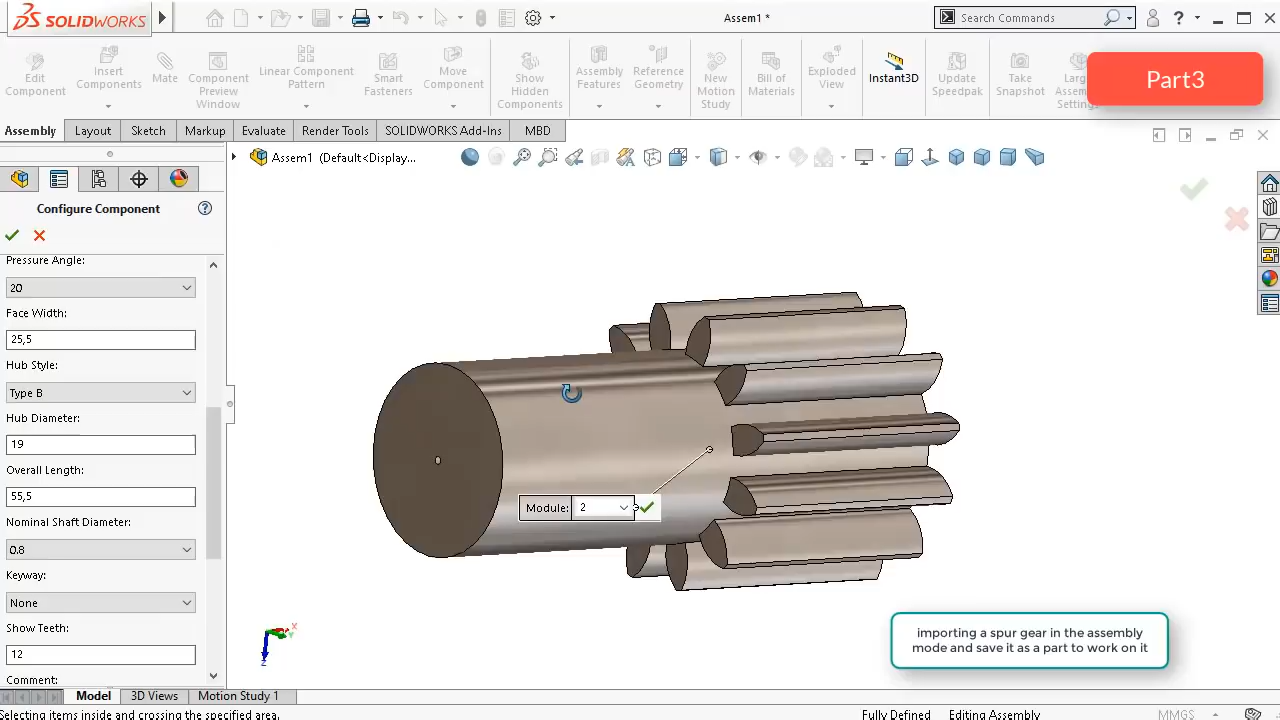 SOLIDWORKS
Assem1 *
Search Commands
?
Edit
Component
Insert
Components
Mate
Component
Preview
Window
Linear Component
Pattern
Smart
Fasteners
Move
Component
Show
Hidden
Components
Assembly
Features
Reference
Geometry
New
Motion
Study
Bill of
Materials
Exploded
View
Instant3D
Update
Speedpak
Take
Snapshot
Part3
Assembly
Layout
Sketch
Markup
Evaluate
Render Tools
SOLIDWORKS Add-Ins
MBD
Assem1 (Default<Display...
Configure Component
?
Pressure Angle:
20
Face Width:
25,5
Hub Style:
Type B
Hub Diameter:
19
Overall Length:
55,5
Nominal Shaft Diameter:
0.8
Keyway:
None
Show Teeth:
12
Comment:
Module: 2
X
Y
Z
importing a spur gear in the assembly
mode and save it as a part to work on it
Model
3D Views
Motion Study 1
Selecting items inside and crossing the specified area.
Fully Defined
Editing Assembly
MMGS